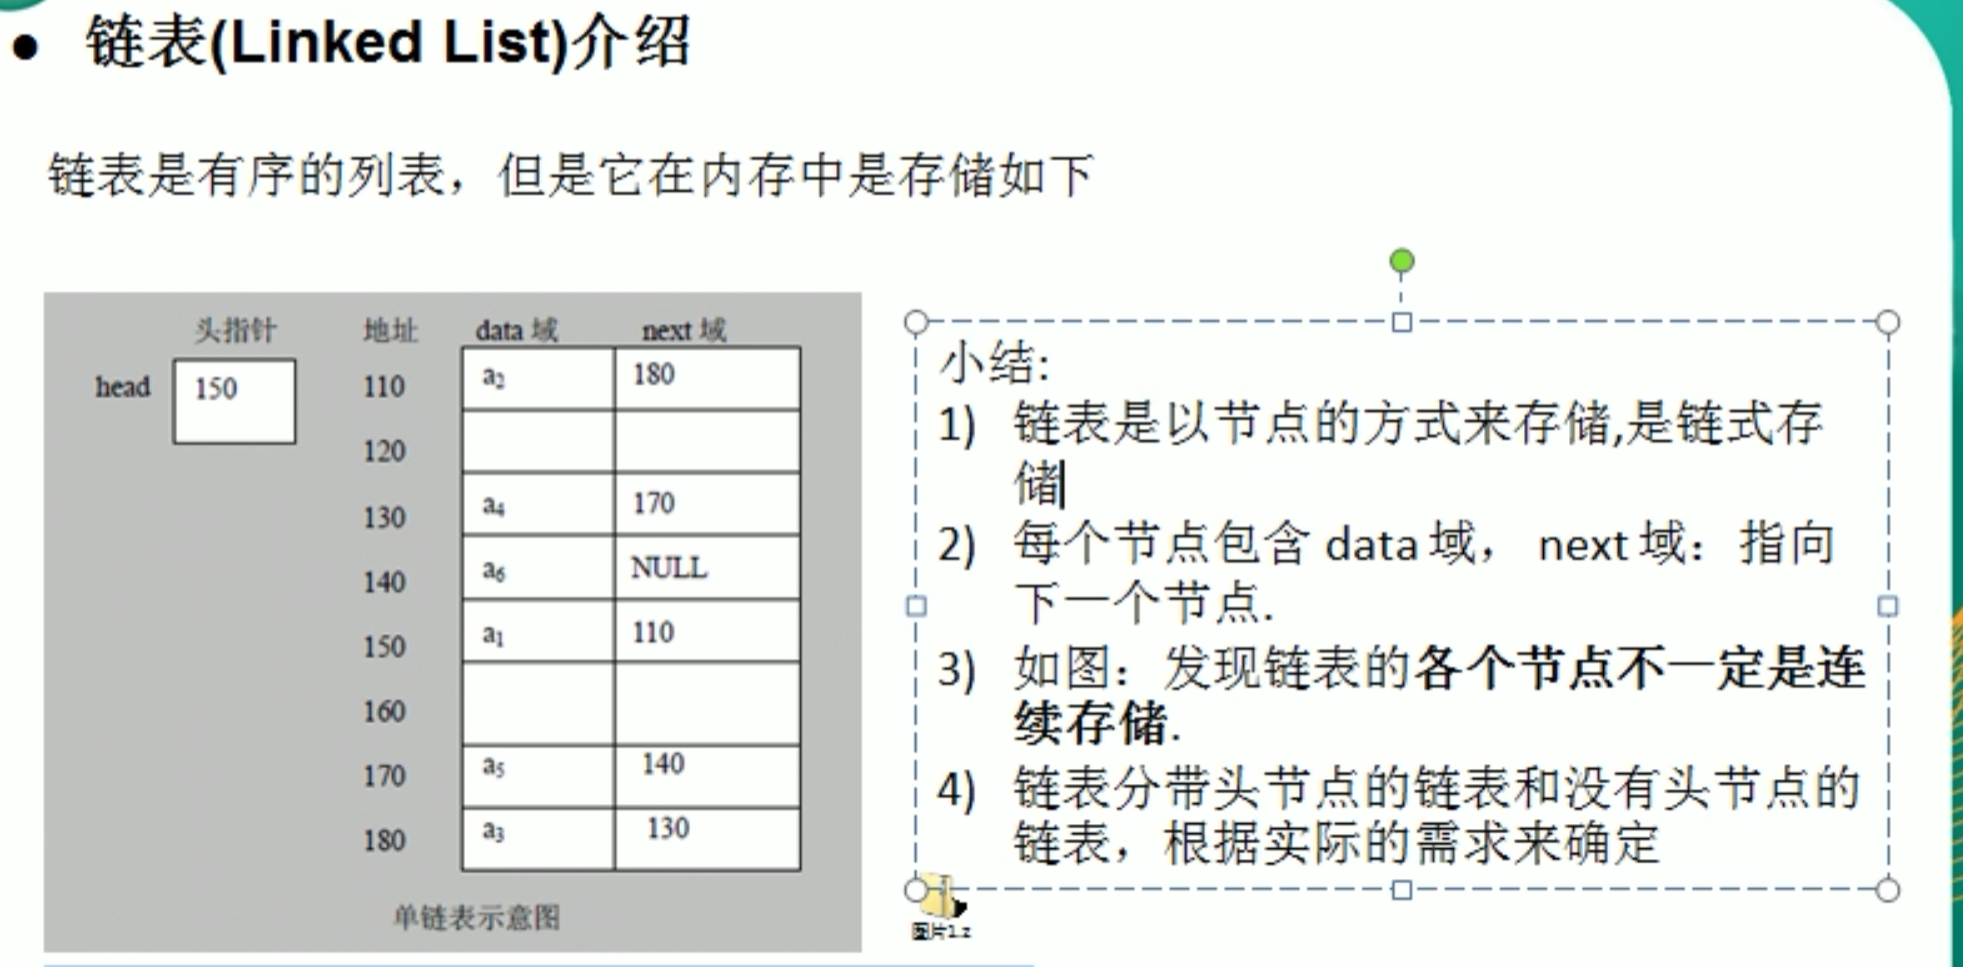 ● 链表(Linked List)介绍
链表是有序的列表，但是它在内存中是存储如下
头指针 地址 data 域 next 域
head 150 110 a₂ 180
120
130 a₄ 170
140 a₆ NULL
150 a₁ 110
160
170 a₅ 140
180 a₃ 130
单链表示意图
小结:
1) 链表是以节点的方式来存储,是链式存
储
2) 每个节点包含 data 域， next 域：指向
下一个节点.
3) 如图：发现链表的各个节点不一定是连
续存储.
4) 链表分带头节点的链表和没有头节点的
链表，根据实际的需求来确定
图片1.z